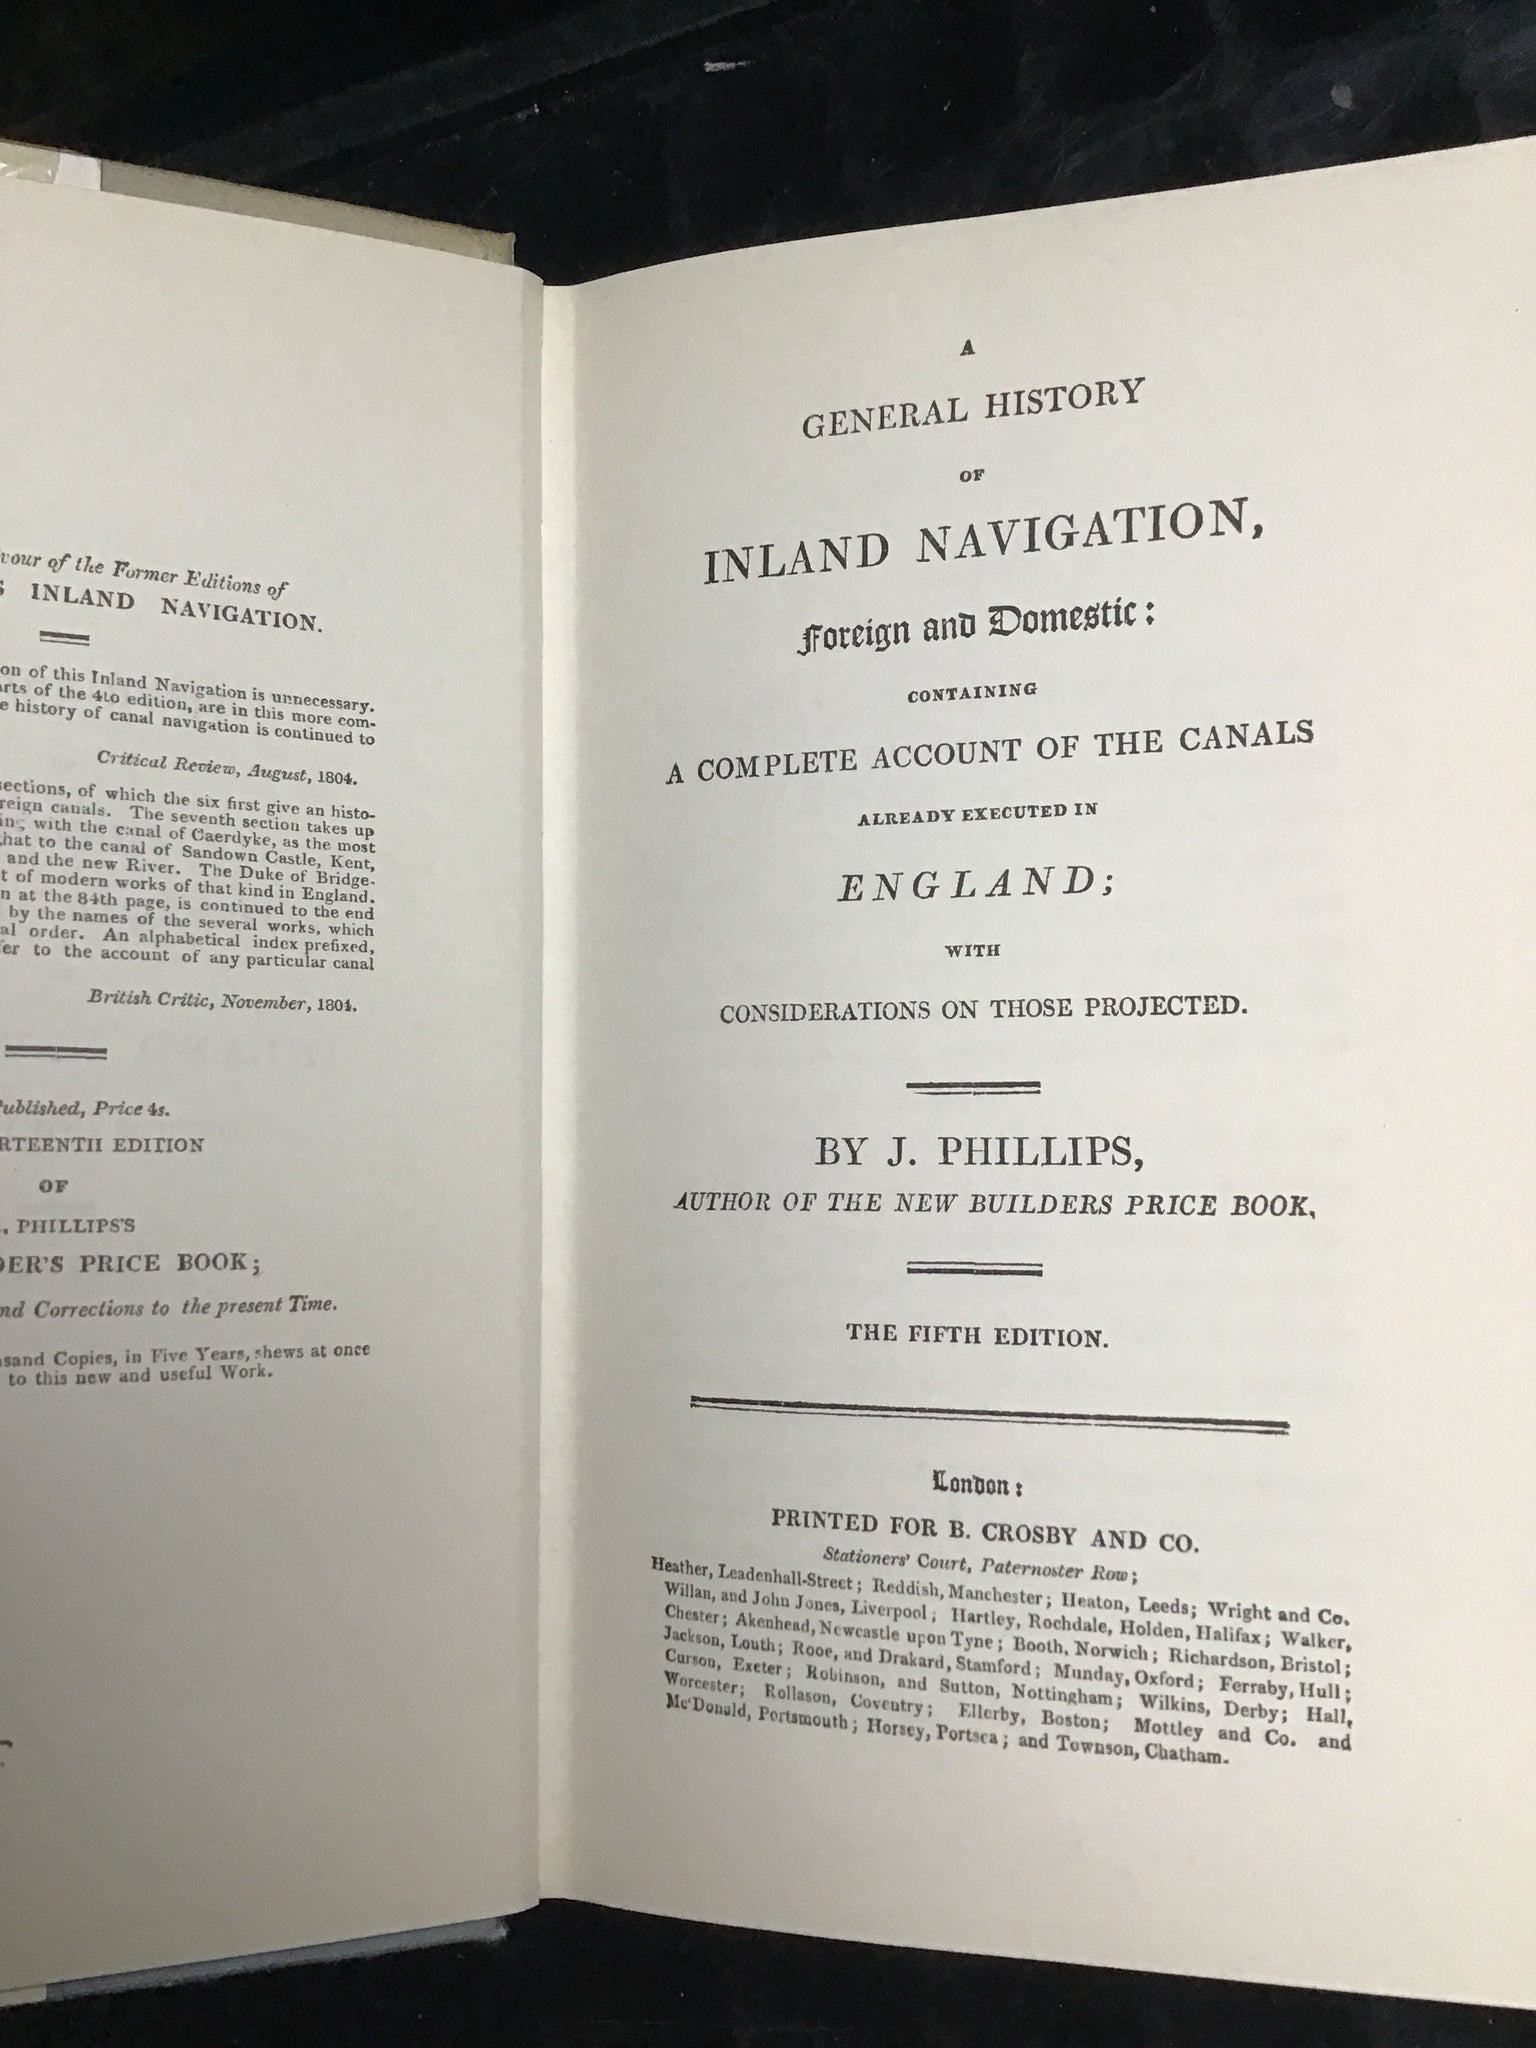 vour of the Former Editions of
S INLAND NAVIGATION.
on of this Inland Navigation is unnecessary.
arts of the 4to edition, are in this more com-
e history of canal navigation is continued to
Critical Review, August, 1804.
sections, of which the six first give an histo-
reign canals. The seventh section takes up
ing with the canal of Caerdyke, as the most
that to the canal of Sandown Castle, Kent,
and the new River. The Duke of Bridge-
t of modern works of that kind in England.
n at the 84th page, is continued to the end
by the names of the several works, which
al order. An alphabetical index prefixed,
fer to the account of any particular canal
British Critic, November, 1804.
Published, Price 4s.
RTEENTH EDITION
OF
PHILLIPS'S
DER'S PRICE BOOK;
nd Corrections to the present Time.
usand Copies, in Five Years, shews at once
to this new and useful Work.
A
GENERAL HISTORY
OF
INLAND NAVIGATION,
Foreign and Domestic:
CONTAINING
A COMPLETE ACCOUNT OF THE CANALS
ALREADY EXECUTED IN
ENGLAND;
WITH
CONSIDERATIONS ON THOSE PROJECTED.
BY J. PHILLIPS,
AUTHOR OF THE NEW BUILDERS PRICE BOOK,
THE FIFTH EDITION.
London:
PRINTED FOR B. CROSBY AND CO.
Stationers' Court, Paternoster Row;
Heather, Leadenhall-Street; Reddish, Manchester; Heaton, Leeds; Wright and Co.
Willan, and John Jones, Liverpool; Hartley, Rochdale, Holden, Halifax; Walker,
Chester; Akenhead, Newcastle upon Tyne; Booth, Norwich; Richardson, Bristol;
Jackson, Louth; Rooe, and Drakard, Stamford; Munday, Oxford; Ferraby, Hull;
Curson, Exeter; Robinson, and Sutton, Nottingham; Wilkins, Derby; Hall,
Worcester; Rollason, Coventry; Ellerby, Boston; Mottley and Co. and
Mc'Donald, Portsmouth; Horsey, Portsea; and Townson, Chatham.